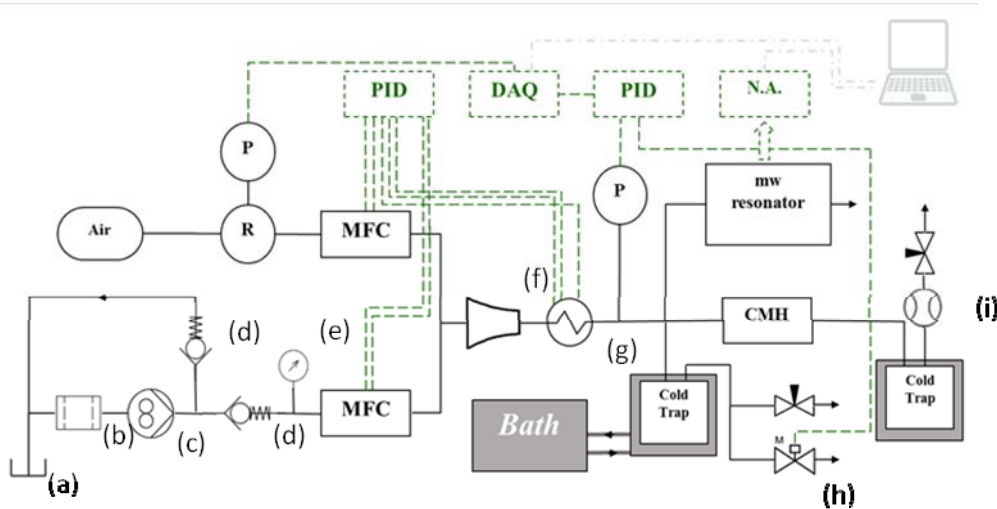 PID
DAQ
PID
N.A.
P
P
mw
resonator
Air
R
MFC
(f)
(d)
(e)
(g)
CMH
(i)
MFC
Cold
Trap
Cold
Trap
Bath
(b)
(c)
(d)
M
(a)
(h)